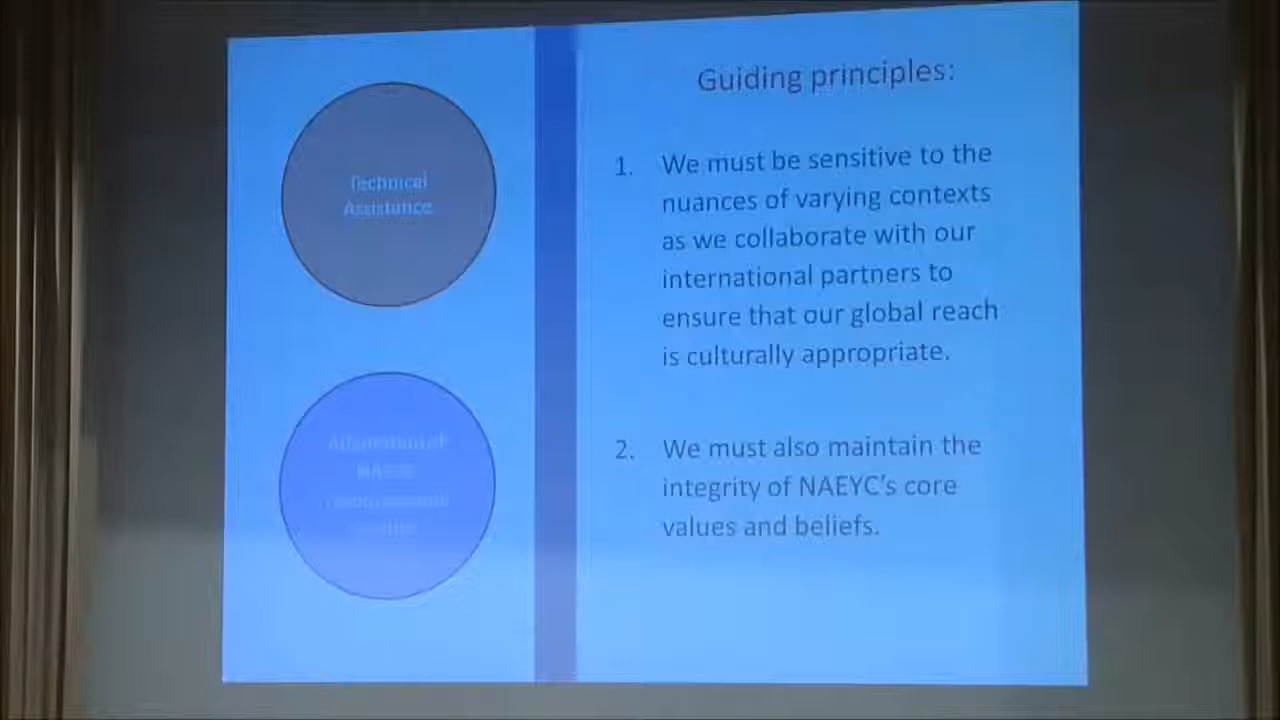 Technical
Assistance
Guiding principles:
1. We must be sensitive to the
nuances of varying contexts
as we collaborate with our
international partners to
ensure that our global reach
is culturally appropriate.
2. We must also maintain the
integrity of NAEYC's core
values and beliefs.